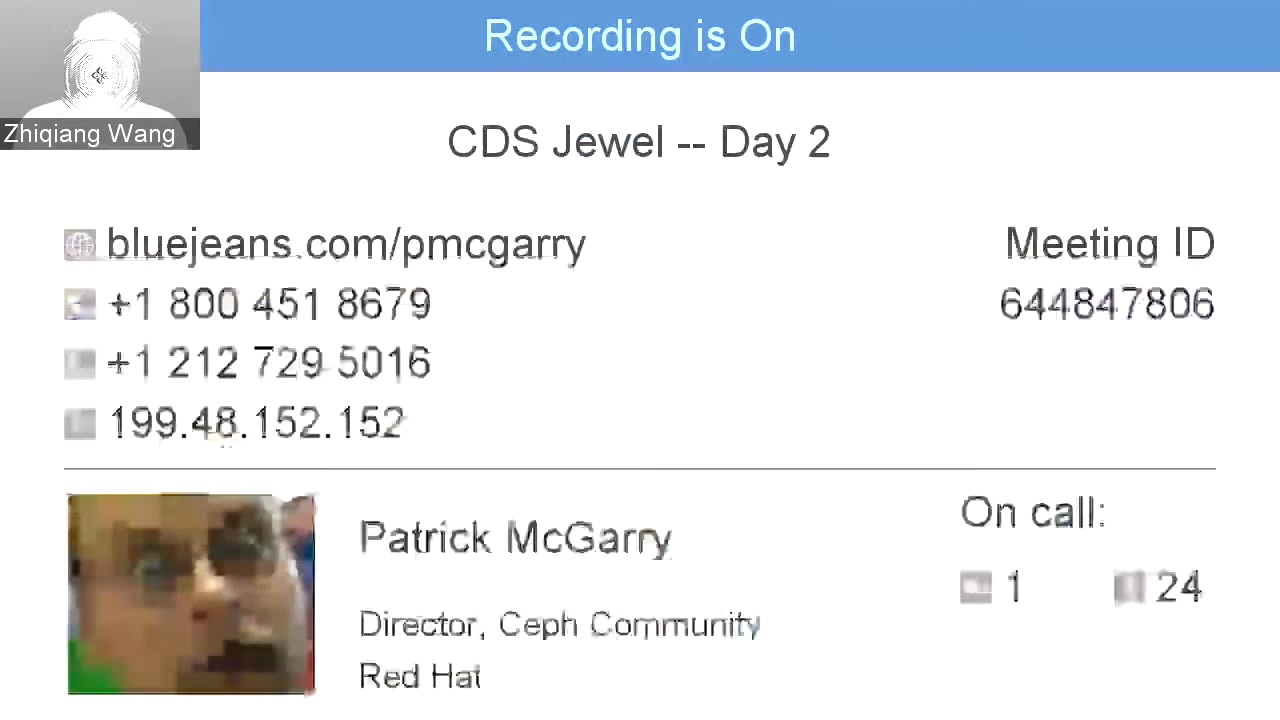 Recording is On
Zhiqiang Wang
CDS Jewel -- Day 2
bluejeans.com/pmcgarry
Meeting ID
+1 800 451 8679
644847806
+1 212 729 5016
199.48.152.152
Patrick McGarry
On call:
1
24
Director, Ceph Community
Red Hat